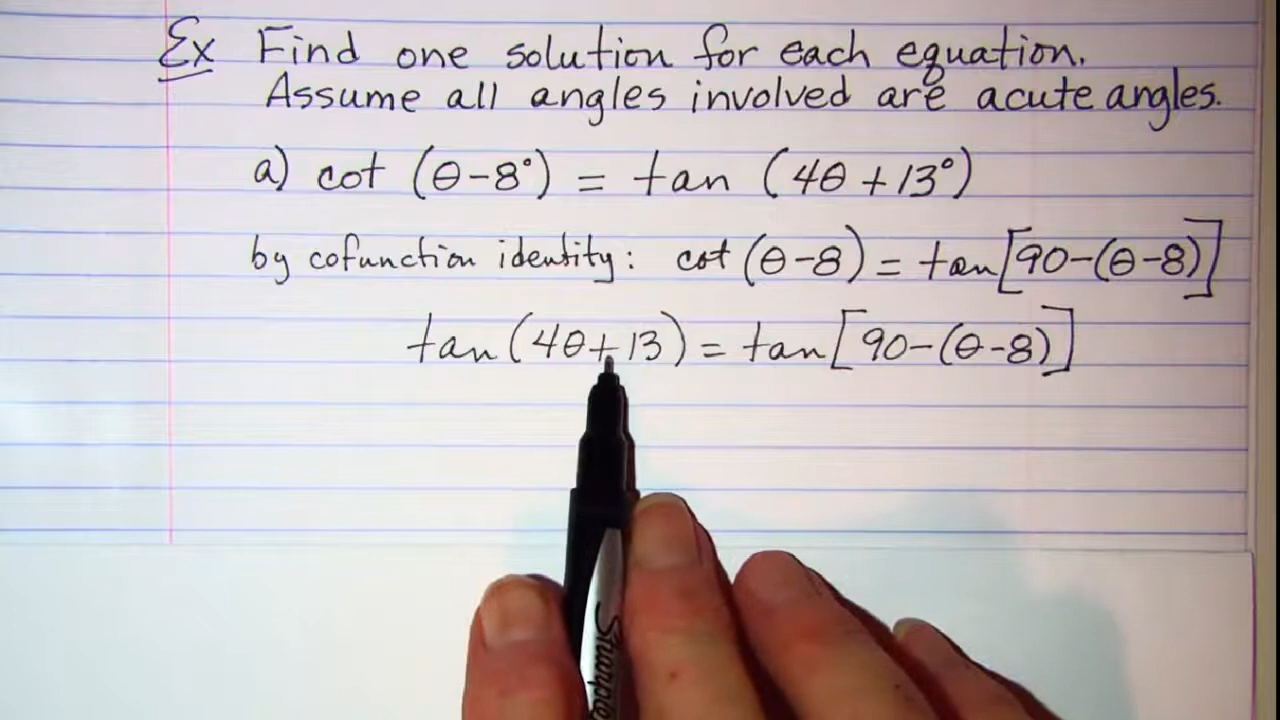 Ex Find one solution for each equation.
Assume all angles involved are acute angles.
a) cot (θ-8°) = tan (4θ+13°)
by cofunction identity: cot (θ-8) = tan[90-(θ-8)]
tan(4θ+13) = tan[90-(θ-8)]
Sharpie